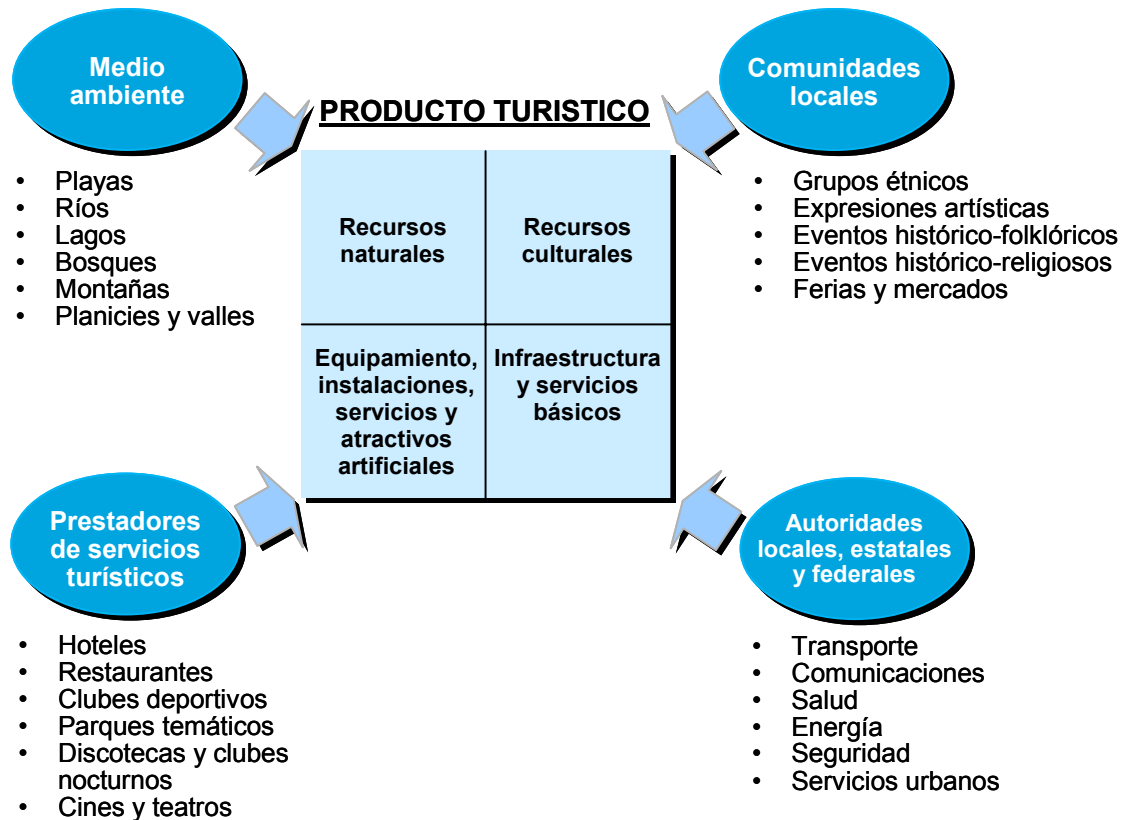 Medio
ambiente
• Playas
• Ríos
• Lagos
• Bosques
• Montañas
• Planicies y valles
PRODUCTO TURISTICO
Comunidades
locales
• Grupos étnicos
• Expresiones artísticas
• Eventos histórico-folklóricos
• Eventos histórico-religiosos
• Ferias y mercados
Recursos
naturales
Recursos
culturales
Equipamiento,
instalaciones,
servicios y
atractivos
artificiales
Infraestructura
y servicios
básicos
Prestadores
de servicios
turísticos
• Hoteles
• Restaurantes
• Clubes deportivos
• Parques temáticos
• Discotecas y clubes
nocturnos
• Cines y teatros
Autoridades
locales, estatales
y federales
• Transporte
• Comunicaciones
• Salud
• Energía
• Seguridad
• Servicios urbanos